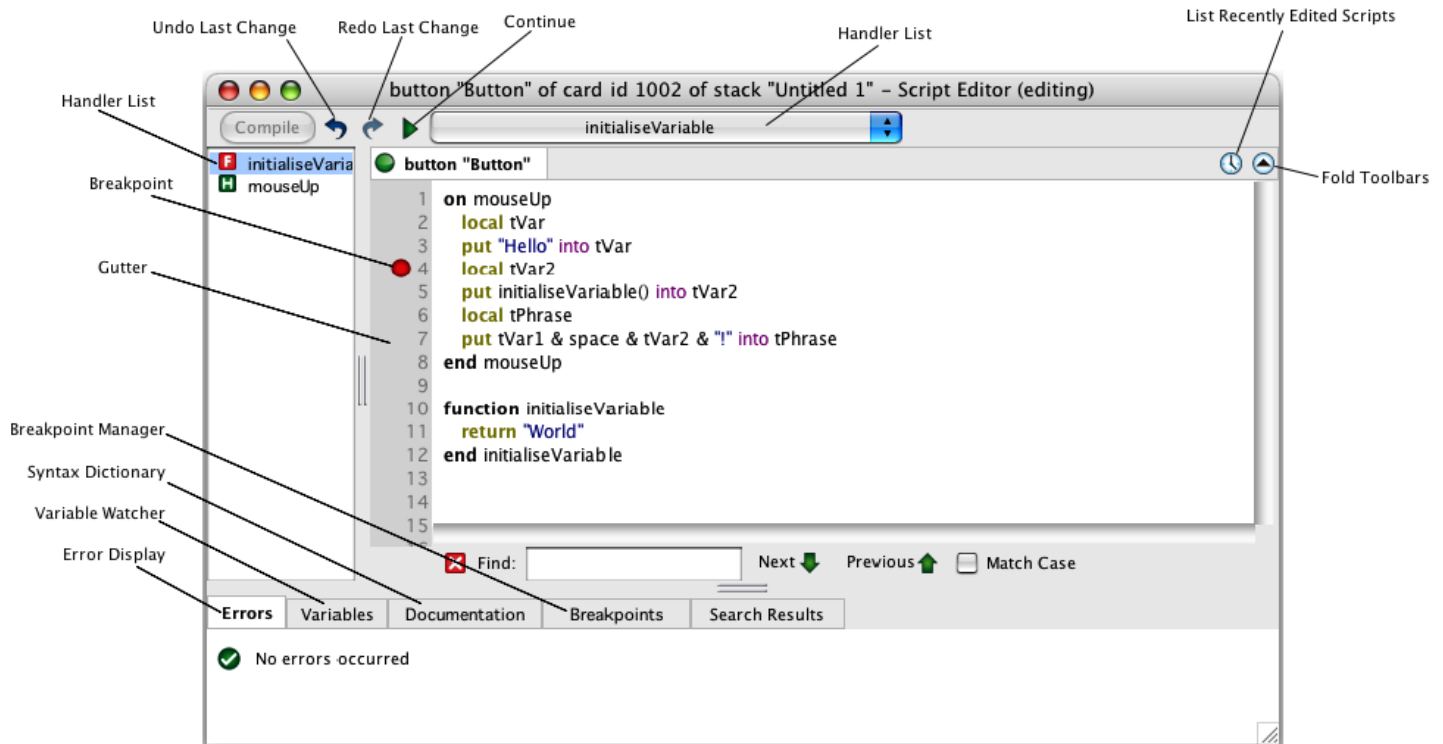 List Recently Edited Scripts
Undo Last Change
Redo Last Change
Continue
Handler List
button "Button" of card id 1002 of stack "Untitled 1" – Script Editor (editing)
Handler List
Compile
initialiseVariable
initialiseVaria
button "Button"
mouseUp
Fold Toolbars
Breakpoint
Gutter
1 on mouseUp
2 local tVar
3 put "Hello" into tVar
4 local tVar2
5 put initialiseVariable() into tVar2
6 local tPhrase
7 put tVar1 & space & tVar2 & "!" into tPhrase
8 end mouseUp
9
10 function initialiseVariable
11 return "World"
12 end initialiseVariable
13
14
15
Breakpoint Manager
Syntax Dictionary
Variable Watcher
Error Display
Find:
Next
Previous
Match Case
Errors
Variables
Documentation
Breakpoints
Search Results
No errors occurred